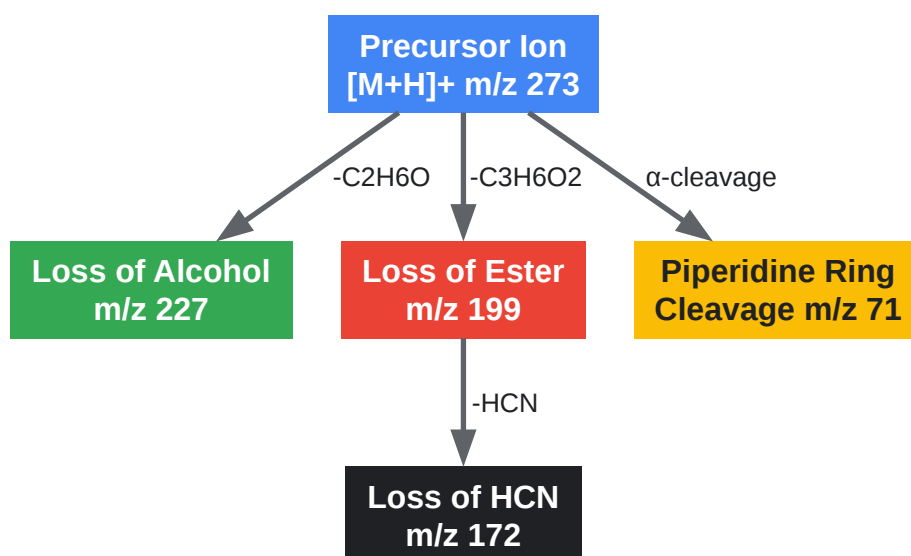 Precursor Ion
[M+H]+ m/z 273
-C2H6O
-C3H6O2
α-cleavage
Loss of Alcohol
m/z 227
Loss of Ester
m/z 199
Piperidine Ring
Cleavage m/z 71
-HCN
Loss of HCN
m/z 172